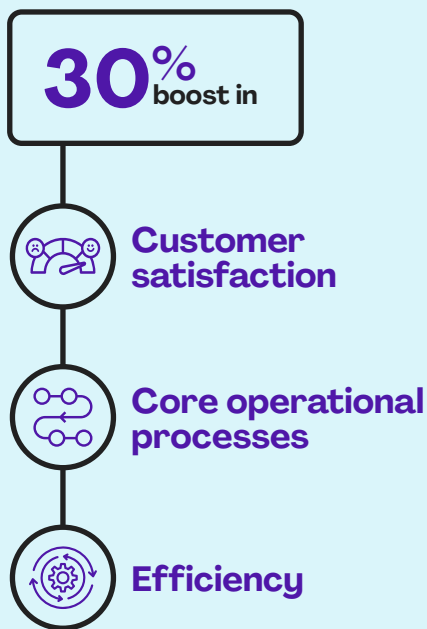 30% boost in
Customer
satisfaction
Core operational
processes
Efficiency